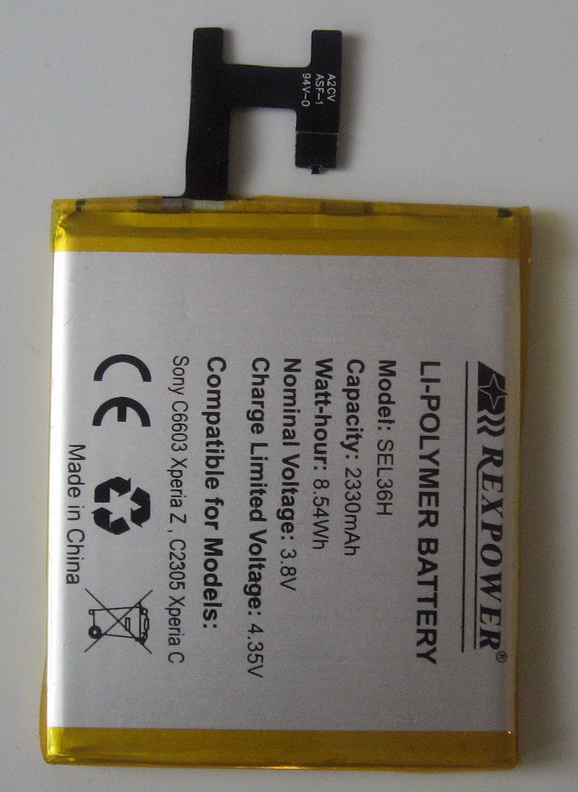 A2CV
ASF-1
94V-0
REXPOWER®
LI-POLYMER BATTERY
Model: SEL36H
Capacity: 2330mAh
Watt-hour: 8.54Wh
Nominal Voltage: 3.8V
Charge Limited Voltage: 4.35V
Compatible for Models:
Sony C6603 Xperia Z , C2305 Xperia C
CE
Made in China